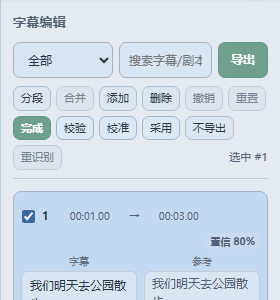 字幕编辑
全部 搜索字幕/剧本 导出
分段 合并 添加 删除 撤销 重置
完成 校验 校准 采用 不导出
重识别 选中 #1
1 00:01.00 → 00:03.00
置信 80%
字幕 参考
我们明天去公园散 我们明天去公园散
步